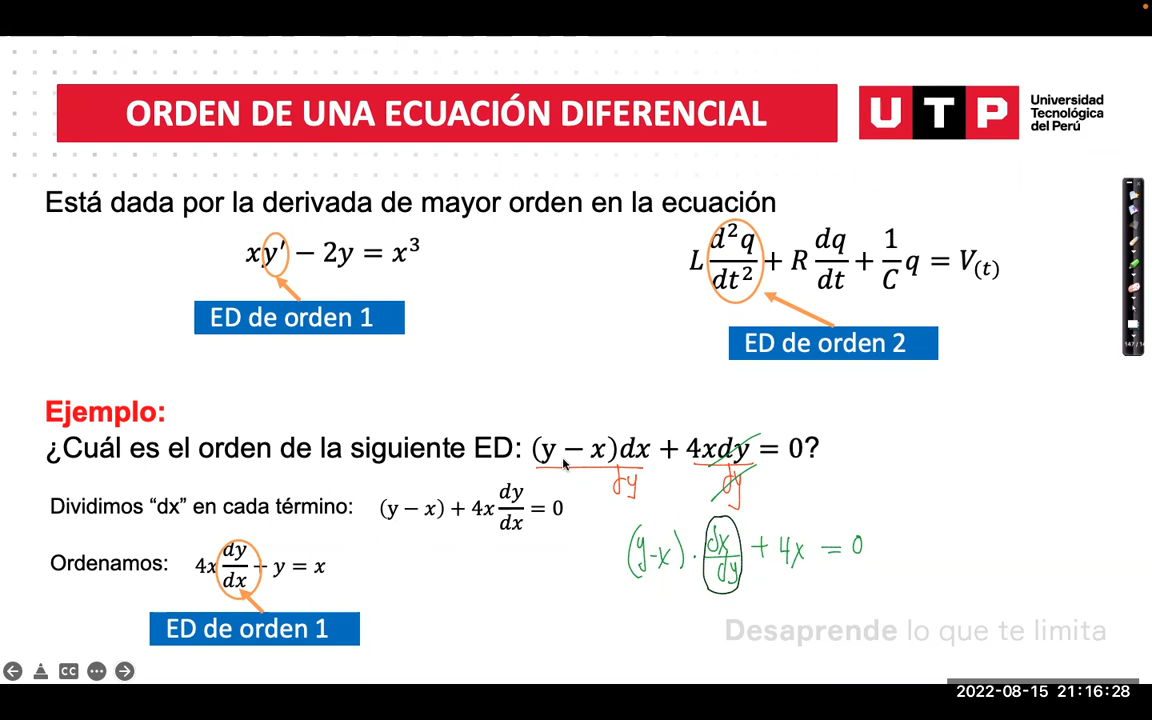 ORDEN DE UNA ECUACIÓN DIFERENCIAL
UTP
Universidad
Tecnológica
del Perú
Está dada por la derivada de mayor orden en la ecuación
xy′ − 2y = x³
L d²q/dt² + R dq/dt + 1/C q = V₍t₎
ED de orden 1
ED de orden 2
Ejemplo:
¿Cuál es el orden de la siguiente ED: (y − x)dx + 4xdy = 0?
dy dy
Dividimos “dx” en cada término: (y − x) + 4x dy/dx = 0
(y-x) · dx/dy + 4x = 0
Ordenamos: 4x dy/dx + y = x
ED de orden 1
Desaprende lo que te limita
CC
2022-08-15 21:16:28